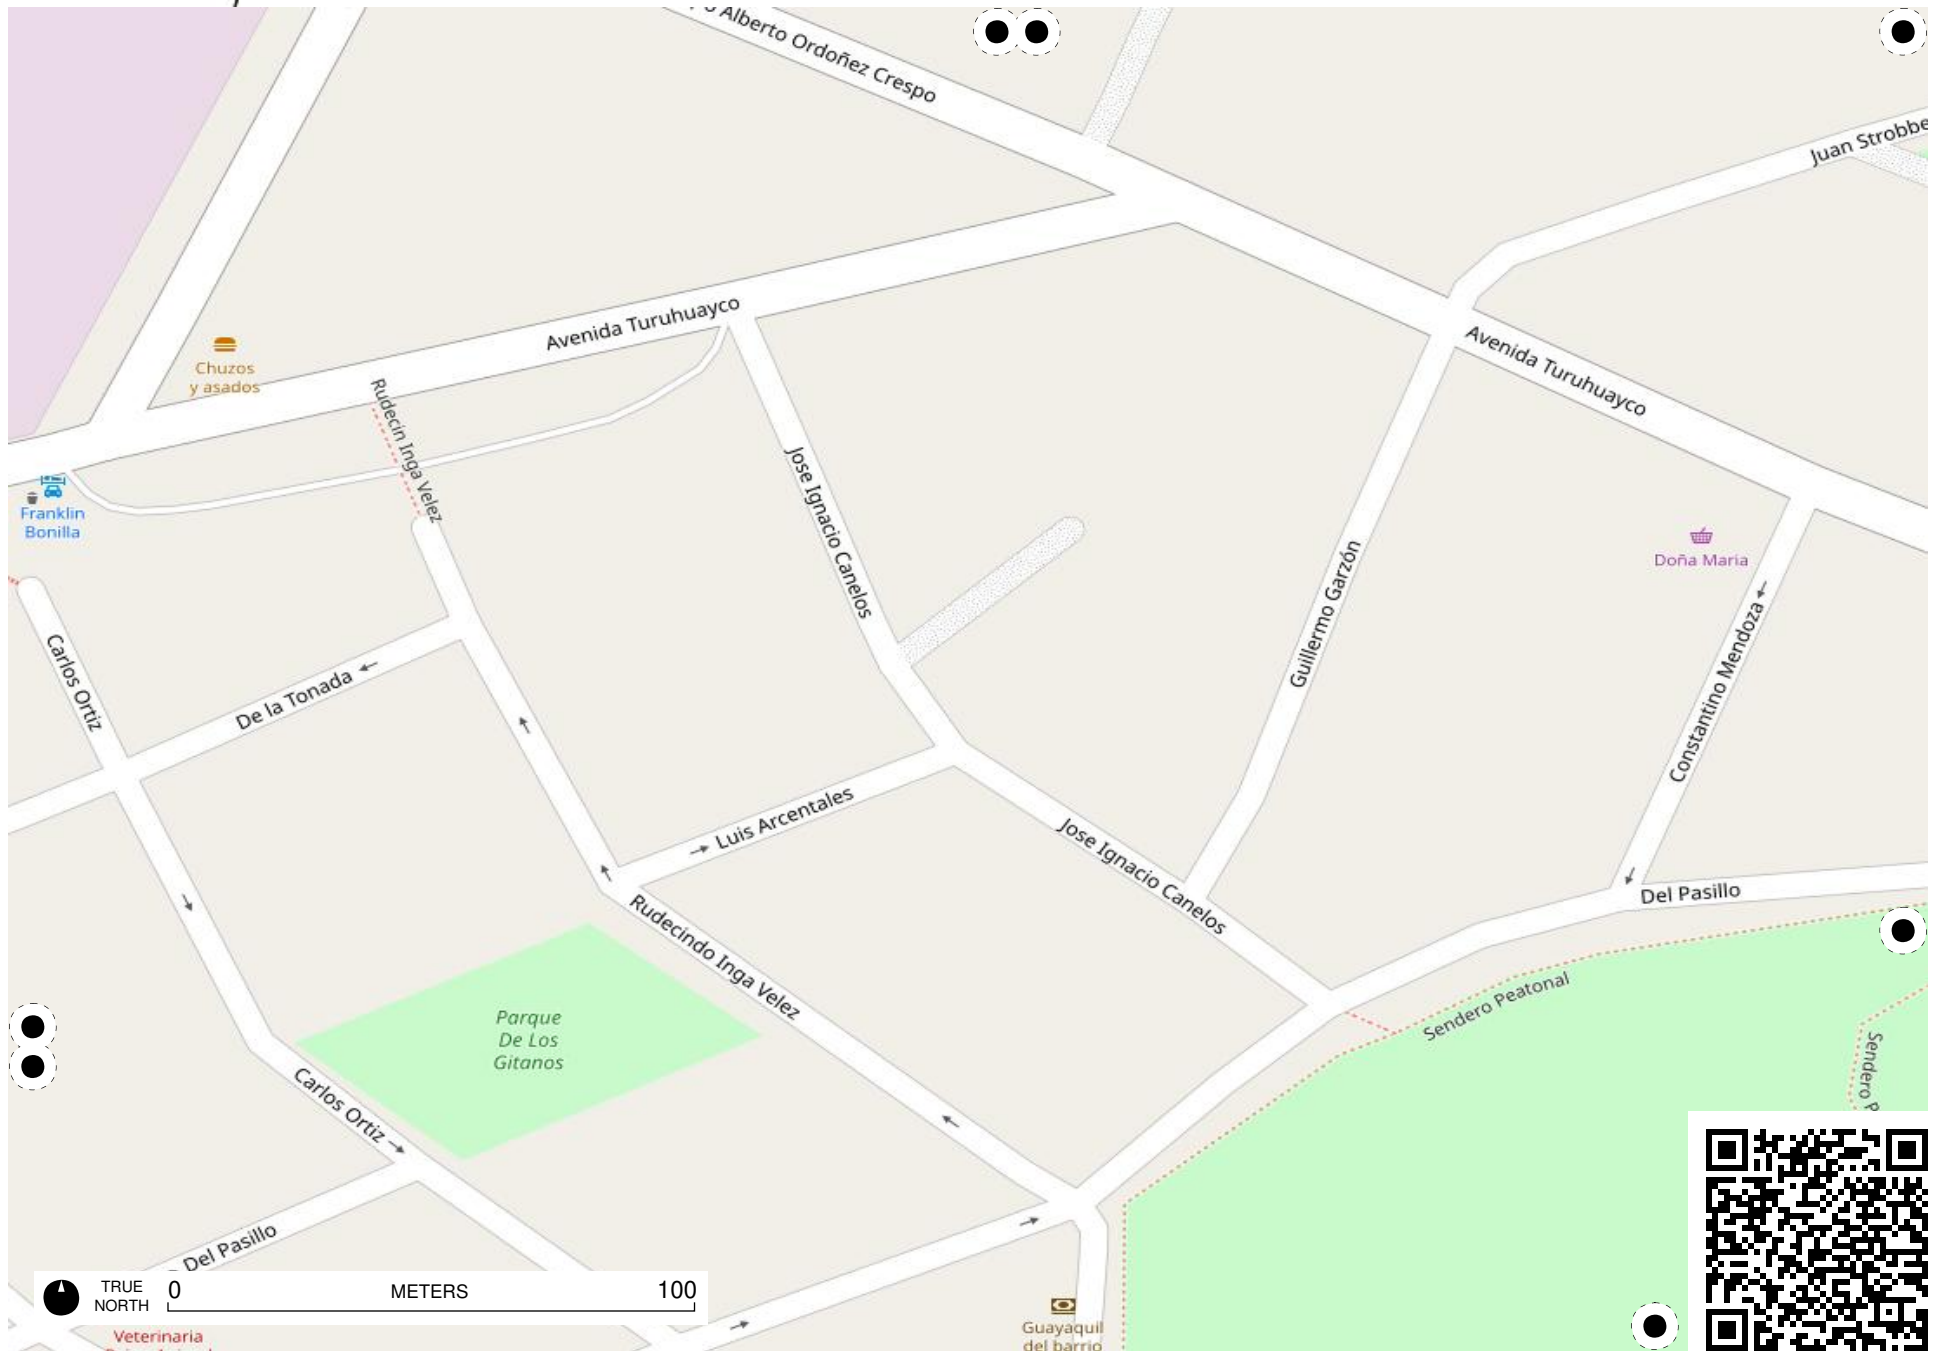 Alberto Ordoñez Crespo
Juan Strobbe
Avenida Turuhuayco
Avenida Turuhuayco
Chuzos
y asados
Rudecin Inga Velez
Jose Ignacio Canelos
Franklin
Bonilla
Guillermo Garzón
Doña Maria
Constantino Mendoza
Carlos Ortiz
De la Tonada
Luis Arcentales
Jose Ignacio Canelos
Del Pasillo
Rudecindo Inga Velez
Parque
De Los
Gitanos
Sendero Peatonal
Sendero P
Carlos Ortiz
Del Pasillo
TRUE
NORTH
0 METERS 100
Veterinaria
Guayaquil
del barrio